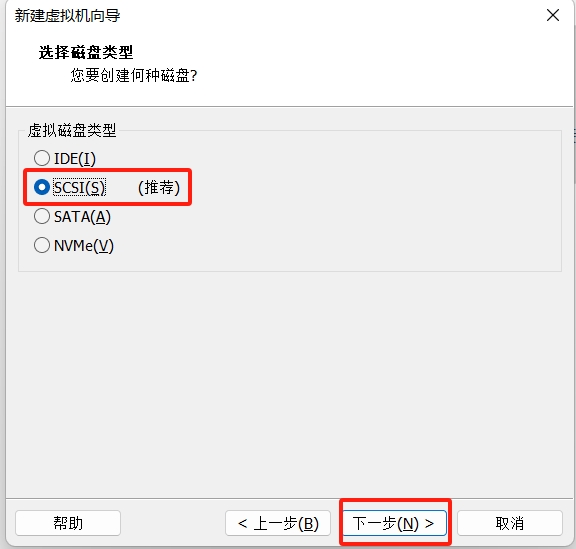 新建虚拟机向导
选择磁盘类型
您要创建何种磁盘?
虚拟磁盘类型
IDE(I)
SCSI(S) (推荐)
SATA(A)
NVMe(V)
帮助 < 上一步(B) 下一步(N) > 取消